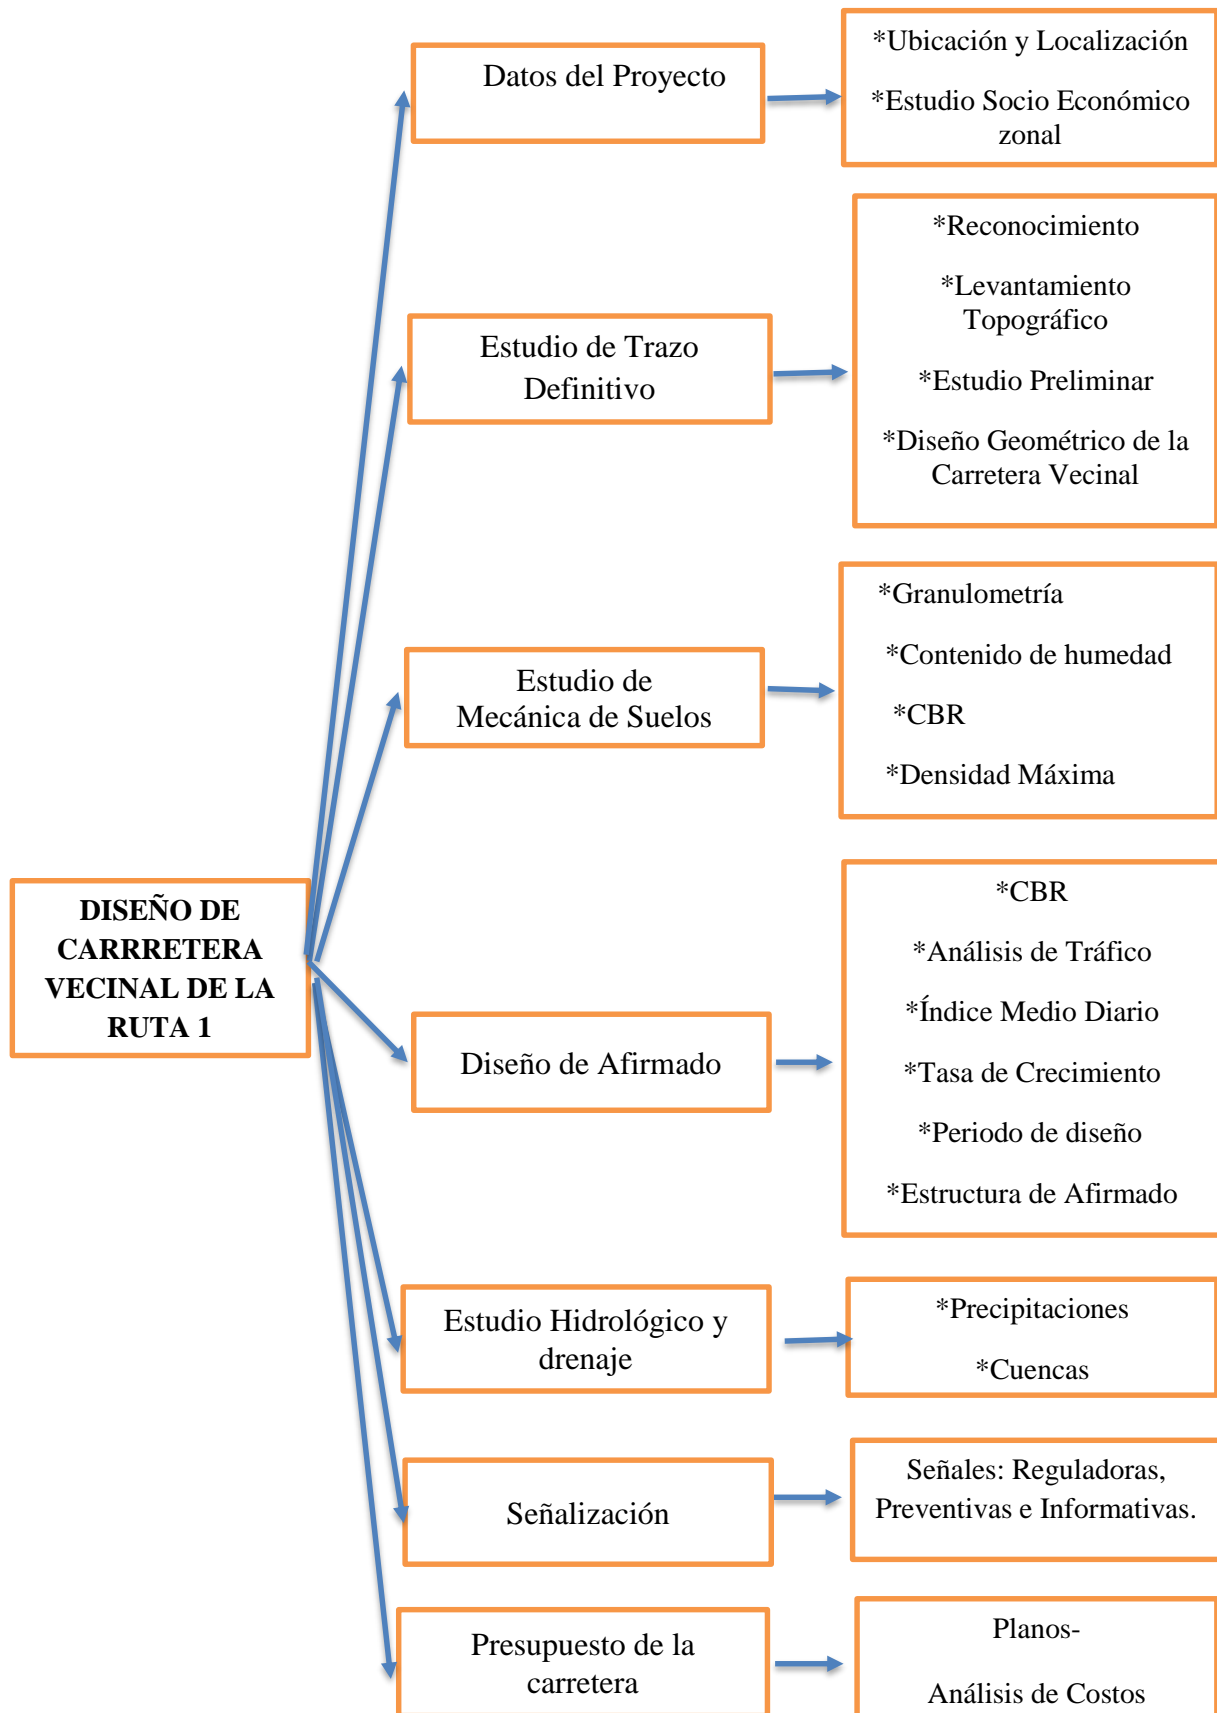 Datos del Proyecto
*Ubicación y Localización
*Estudio Socio Económico
zonal
Estudio de Trazo
Definitivo
*Reconocimiento
*Levantamiento
Topográfico
*Estudio Preliminar
*Diseño Geométrico de la
Carretera Vecinal
Estudio de
Mecánica de Suelos
*Granulometría
*Contenido de humedad
*CBR
*Densidad Máxima
DISEÑO DE
CARRRETERA
VECINAL DE LA
RUTA 1
Diseño de Afirmado
*CBR
*Análisis de Tráfico
*Índice Medio Diario
*Tasa de Crecimiento
*Periodo de diseño
*Estructura de Afirmado
Estudio Hidrológico y
drenaje
*Precipitaciones
*Cuencas
Señalización
Señales: Reguladoras,
Preventivas e Informativas.
Presupuesto de la
carretera
Planos-
Análisis de Costos